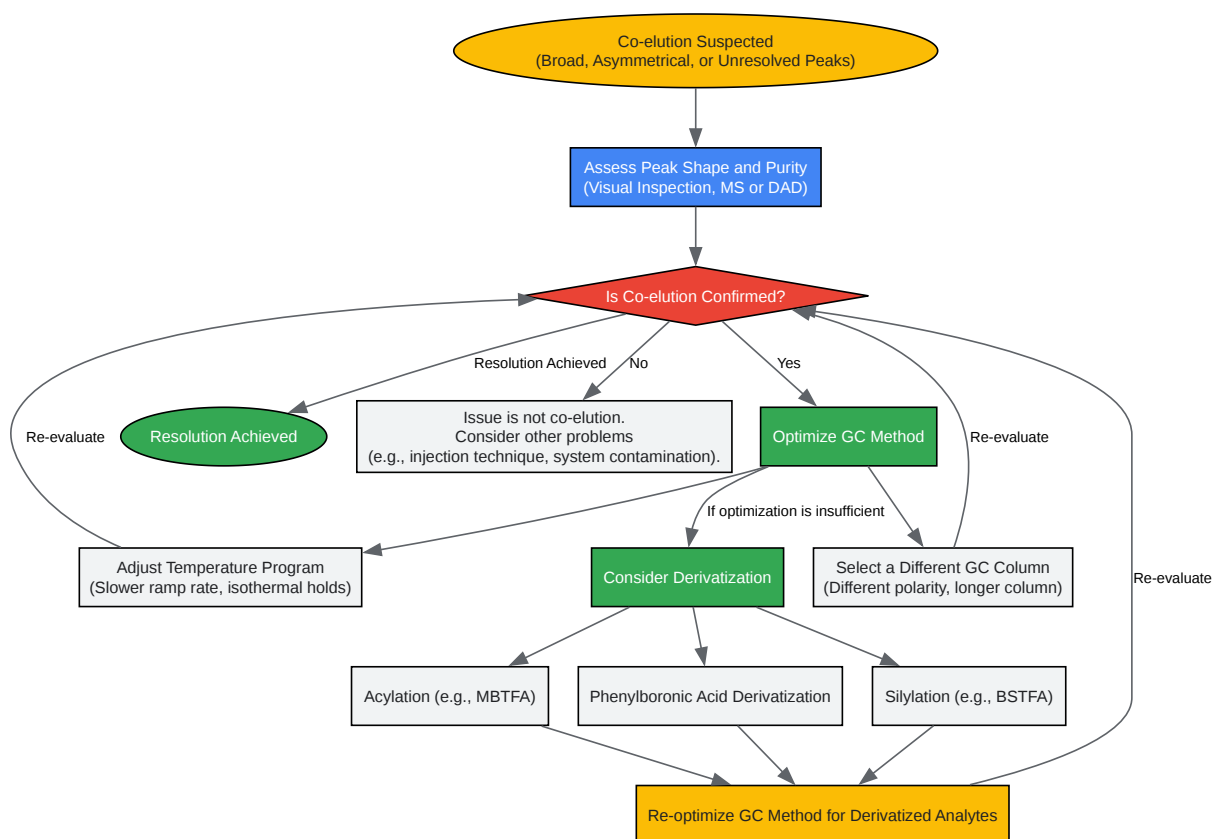 Co-elution Suspected
(Broad, Asymmetrical, or Unresolved Peaks)
Assess Peak Shape and Purity
(Visual Inspection, MS or DAD)
Is Co-elution Confirmed?
Resolution Achieved
No
Yes
Re-evaluate
Resolution Achieved
Issue is not co-elution.
Consider other problems
(e.g., injection technique, system contamination).
Optimize GC Method
Re-evaluate
If optimization is insufficient
Adjust Temperature Program
(Slower ramp rate, isothermal holds)
Consider Derivatization
Select a Different GC Column
(Different polarity, longer column)
Re-evaluate
Acylation (e.g., MBTFA)
Phenylboronic Acid Derivatization
Silylation (e.g., BSTFA)
Re-optimize GC Method for Derivatized Analytes